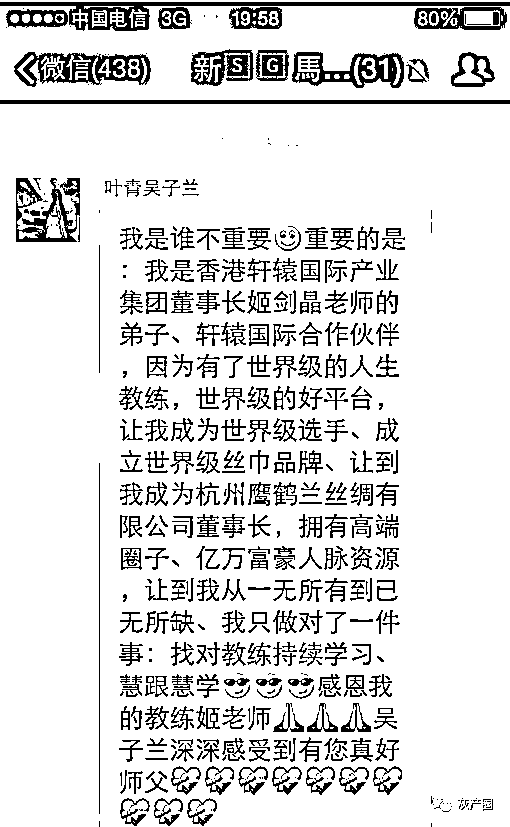 中国电信 3G 19:58 80%
微信(438) 新🅂🄶馬...(31)
叶青吴子兰
我是谁不重要😊重要的是
：我是香港轩辕国际产业
集团董事长姬剑晶老师的
弟子、轩辕国际合作伙伴
，因为有了世界级的人生
教练，世界级的好平台，
让我成为世界级选手、成
立世界级丝巾品牌、让到
我成为杭州鹰鹤兰丝绸有
限公司董事长，拥有高端
圈子、亿万富豪人脉资源
，让到我从一无所有到已
无所缺、我只做对了一件
事：找对教练持续学习、
慧跟慧学😎😎😎感恩我
的教练姬老师🙏🙏🙏吴
子兰深深感受到有您真好
师父💝💝💝💝💝💝💝
💝💝💝
灰产圈